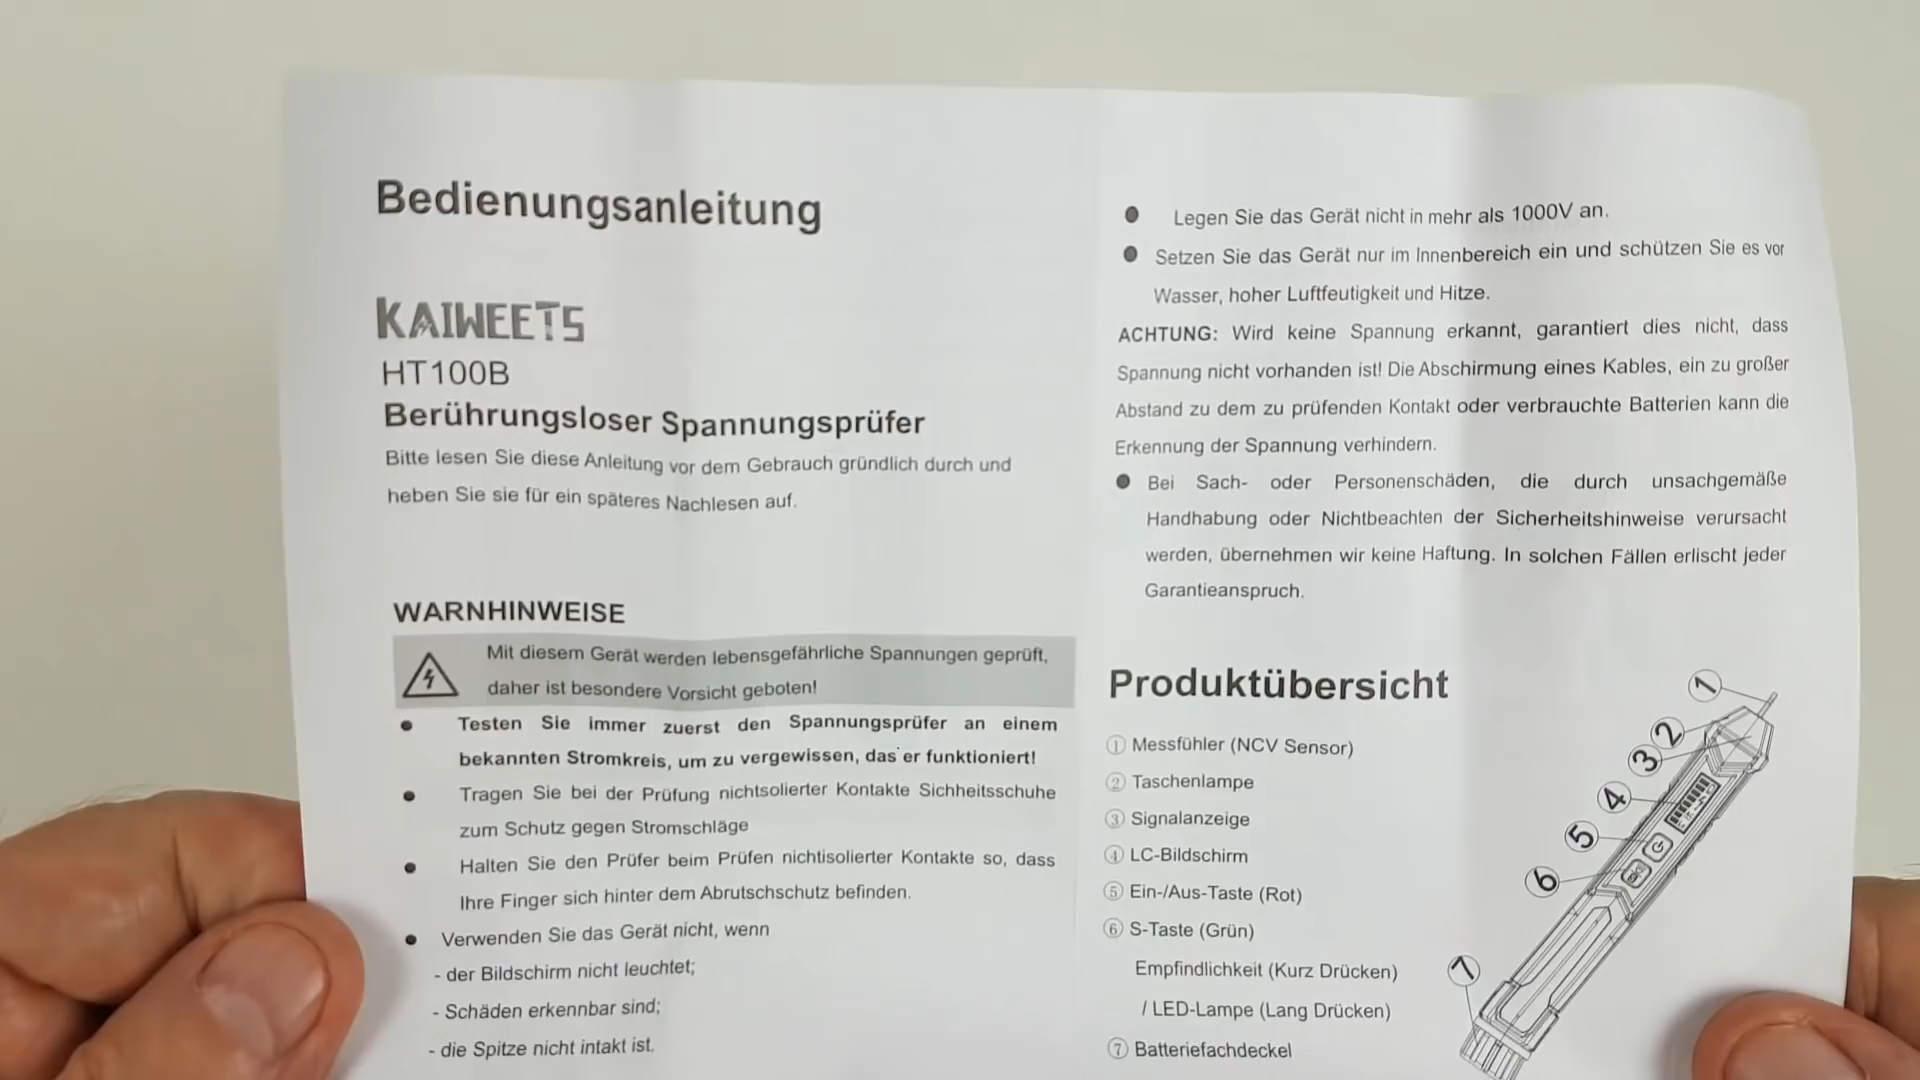 Bedienungsanleitung
KAIWEETS
HT100B
Berührungsloser Spannungsprüfer
Bitte lesen Sie diese Anleitung vor dem Gebrauch gründlich durch und
heben Sie sie für ein späteres Nachlesen auf.
WARNHINWEISE
Mit diesem Gerät werden lebensgefährliche Spannungen geprüft,
daher ist besondere Vorsicht geboten!
● Testen Sie immer zuerst den Spannungsprüfer an einem
bekannten Stromkreis, um zu vergewissen, das er funktioniert!
● Tragen Sie bei der Prüfung nichtsolierter Kontakte Sichheitsschuhe
zum Schutz gegen Stromschläge
● Halten Sie den Prüfer beim Prüfen nichtisolierter Kontakte so, dass
Ihre Finger sich hinter dem Abrutschschutz befinden.
● Verwenden Sie das Gerät nicht, wenn
- der Bildschirm nicht leuchtet;
- Schäden erkennbar sind;
- die Spitze nicht intakt ist.
● Legen Sie das Gerät nicht in mehr als 1000V an.
● Setzen Sie das Gerät nur im Innenbereich ein und schützen Sie es vor
Wasser, hoher Luftfeutigkeit und Hitze.
ACHTUNG: Wird keine Spannung erkannt, garantiert dies nicht, dass
Spannung nicht vorhanden ist! Die Abschirmung eines Kables, ein zu großer
Abstand zu dem zu prüfenden Kontakt oder verbrauchte Batterien kann die
Erkennung der Spannung verhindern.
● Bei Sach- oder Personenschäden, die durch unsachgemäße
Handhabung oder Nichtbeachten der Sicherheitshinweise verursacht
werden, übernehmen wir keine Haftung. In solchen Fällen erlischt jeder
Garantieanspruch.
Produktübersicht
① Messfühler (NCV Sensor)
② Taschenlampe
③ Signalanzeige
④ LC-Bildschirm
⑤ Ein-/Aus-Taste (Rot)
⑥ S-Taste (Grün)
Empfindlichkeit (Kurz Drücken)
/ LED-Lampe (Lang Drücken)
⑦ Batteriefachdeckel
①
②
③
④
⑤
⑥
⑦